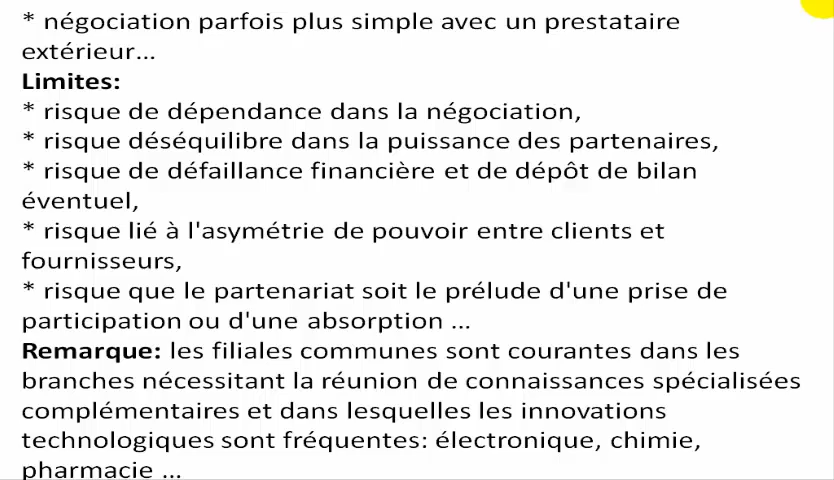 * négociation parfois plus simple avec un prestataire
extérieur...
Limites:
* risque de dépendance dans la négociation,
* risque déséquilibre dans la puissance des partenaires,
* risque de défaillance financière et de dépôt de bilan
éventuel,
* risque lié à l'asymétrie de pouvoir entre clients et
fournisseurs,
* risque que le partenariat soit le prélude d'une prise de
participation ou d'une absorption ...
Remarque: les filiales communes sont courantes dans les
branches nécessitant la réunion de connaissances spécialisées
complémentaires et dans lesquelles les innovations
technologiques sont fréquentes: électronique, chimie,
pharmacie ...